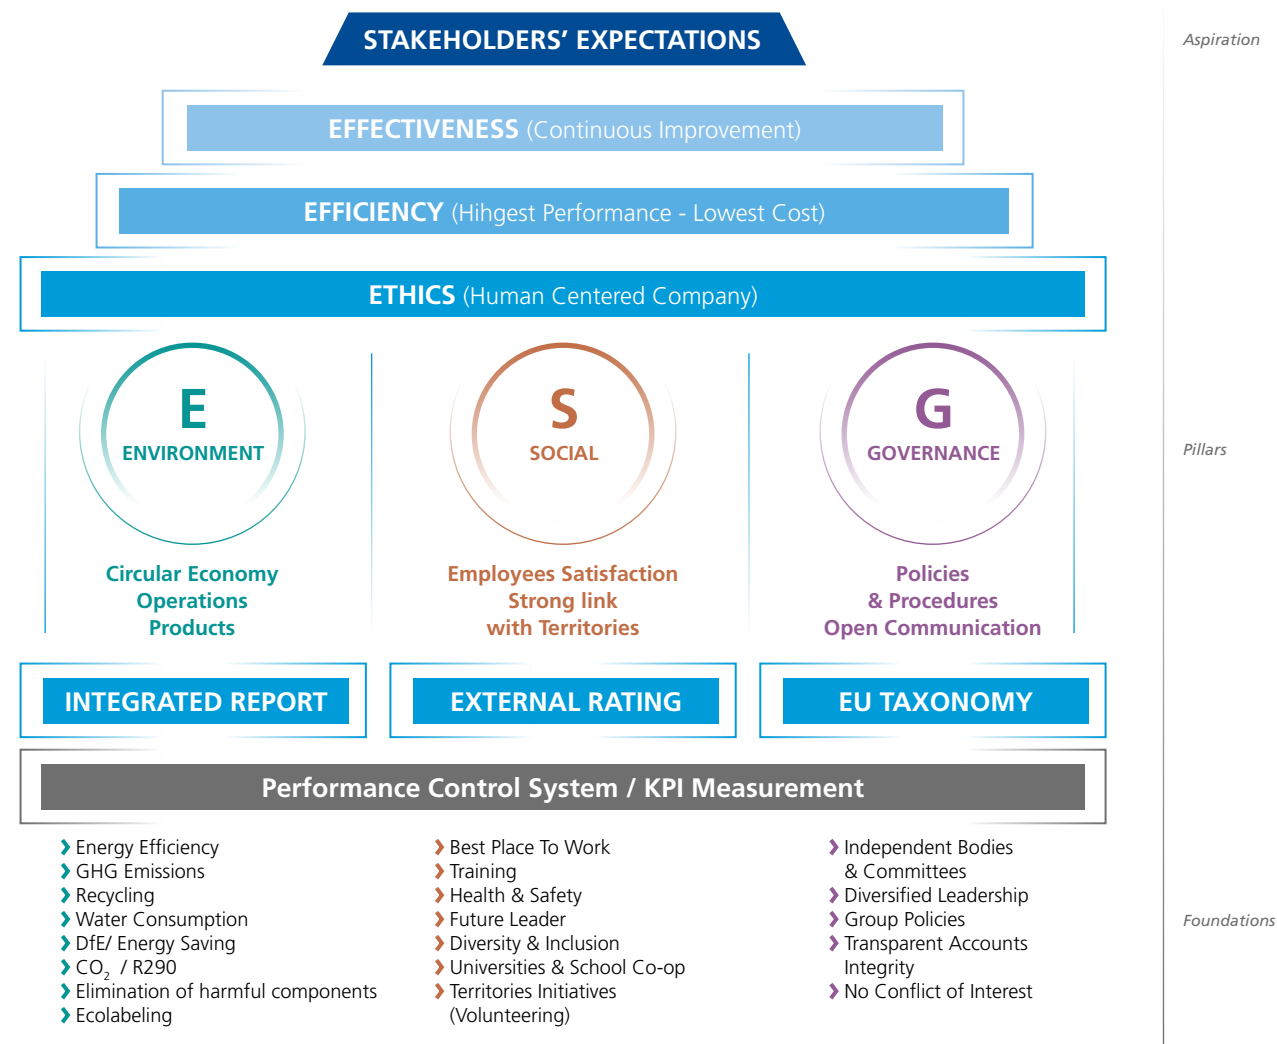 STAKEHOLDERS’ EXPECTATIONS
Aspiration
EFFECTIVENESS (Continuous Improvement)
EFFICIENCY (Hihgest Performance - Lowest Cost)
ETHICS (Human Centered Company)
E
ENVIRONMENT
Circular Economy
Operations
Products
S
SOCIAL
Employees Satisfaction
Strong link
with Territories
G
GOVERNANCE
Policies
& Procedures
Open Communication
Pillars
INTEGRATED REPORT
EXTERNAL RATING
EU TAXONOMY
Performance Control System / KPI Measurement
Energy Efficiency
GHG Emissions
Recycling
Water Consumption
DfE/ Energy Saving
CO₂ / R290
Elimination of harmful components
Ecolabeling
Best Place To Work
Training
Health & Safety
Future Leader
Diversity & Inclusion
Universities & School Co-op
Territories Initiatives
(Volunteering)
Independent Bodies
& Committees
Diversified Leadership
Group Policies
Transparent Accounts
Integrity
No Conflict of Interest
Foundations